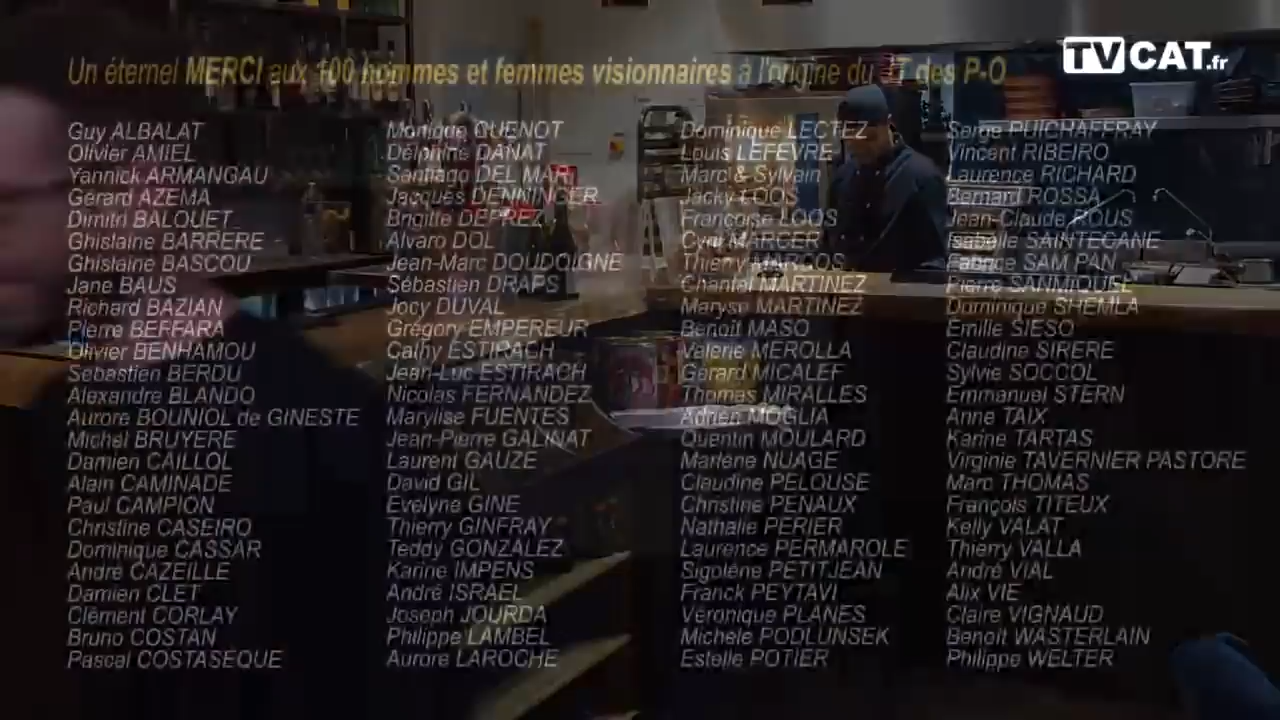 TVCAT.fr
Un éternel MERCI aux 100 hommes et femmes visionnaires à l'origine du JT des P-O
Guy ALBALAT
Olivier AMIEL
Yannick ARMANGAU
Gérard AZEMA
Dimitri BALOUET
Ghislaine BARRERE
Ghislaine BASCOU
Jane BAUS
Richard BAZIAN
Pierre BEFFARA
Olivier BENHAMOU
Sébastien BERDU
Alexandre BLANDO
Aurore BOUNIOL de GINESTE
Michel BRUYERE
Damien CAILLOL
Alain CAMINADE
Paul CAMPION
Christine CASEIRO
Dominique CASSAR
André CAZEILLE
Damien CLET
Clément CORLAY
Bruno COSTAN
Pascal COSTASEQUE
Monique CUENOT
Delphine DANAT
Santiago DEL MAR
Jacques DENNINGER
Brigitte DEPREZ
Alvaro DOL
Jean-Marc DOUDOIGNE
Sébastien DRAPS
Jocy DUVAL
Grégory EMPEREUR
Cathy ESTIRACH
Jean-Luc ESTIRACH
Nicolas FERNANDEZ
Marylise FUENTES
Jean-Pierre GALINAT
Laurent GAUZE
David GIL
Evelyne GINE
Thierry GINFRAY
Teddy GONZALEZ
Karine IMPENS
André ISRAEL
Joseph JOURDA
Philippe LAMBEL
Aurore LAROCHE
Dominique LECTEZ
Louis LEFEVRE
Marc & Sylvain
Jacky LOOS
Françoise LOOS
Cyril MARCER
Thierry MARCOS
Chantal MARTINEZ
Maryse MARTINEZ
Benoit MASO
Valérie MEROLLA
Gérard MICALEF
Thomas MIRALLES
Adrien MOGLIA
Quentin MOULARD
Marlène NUAGE
Claudine PELOUSE
Christine PENAUX
Nathalie PERIER
Laurence PERMAROLE
Sigolène PETITJEAN
Franck PEYTAVI
Véronique PLANES
Michèle PODLUNSEK
Estelle POTIER
Serge PUICHAFERAY
Vincent RIBEIRO
Laurence RICHARD
Bernard ROSSA
Jean-Claude ROUS
Isabelle SAINTEGANE
Fabrice SAM PAN
Pierre SANMIQUEL
Dominique SHEMLA
Emille SIESO
Claudine SIRERE
Sylvie SOCCOL
Emmanuel STERN
Anne TAIX
Karine TARTAS
Virginie TAVERNIER PASTORE
Marc THOMAS
François TITEUX
Kelly VALAT
Thierry VALLA
André VIAL
Alix VIE
Claire VIGNAUD
Benoît WASTERLAIN
Philippe WELTER